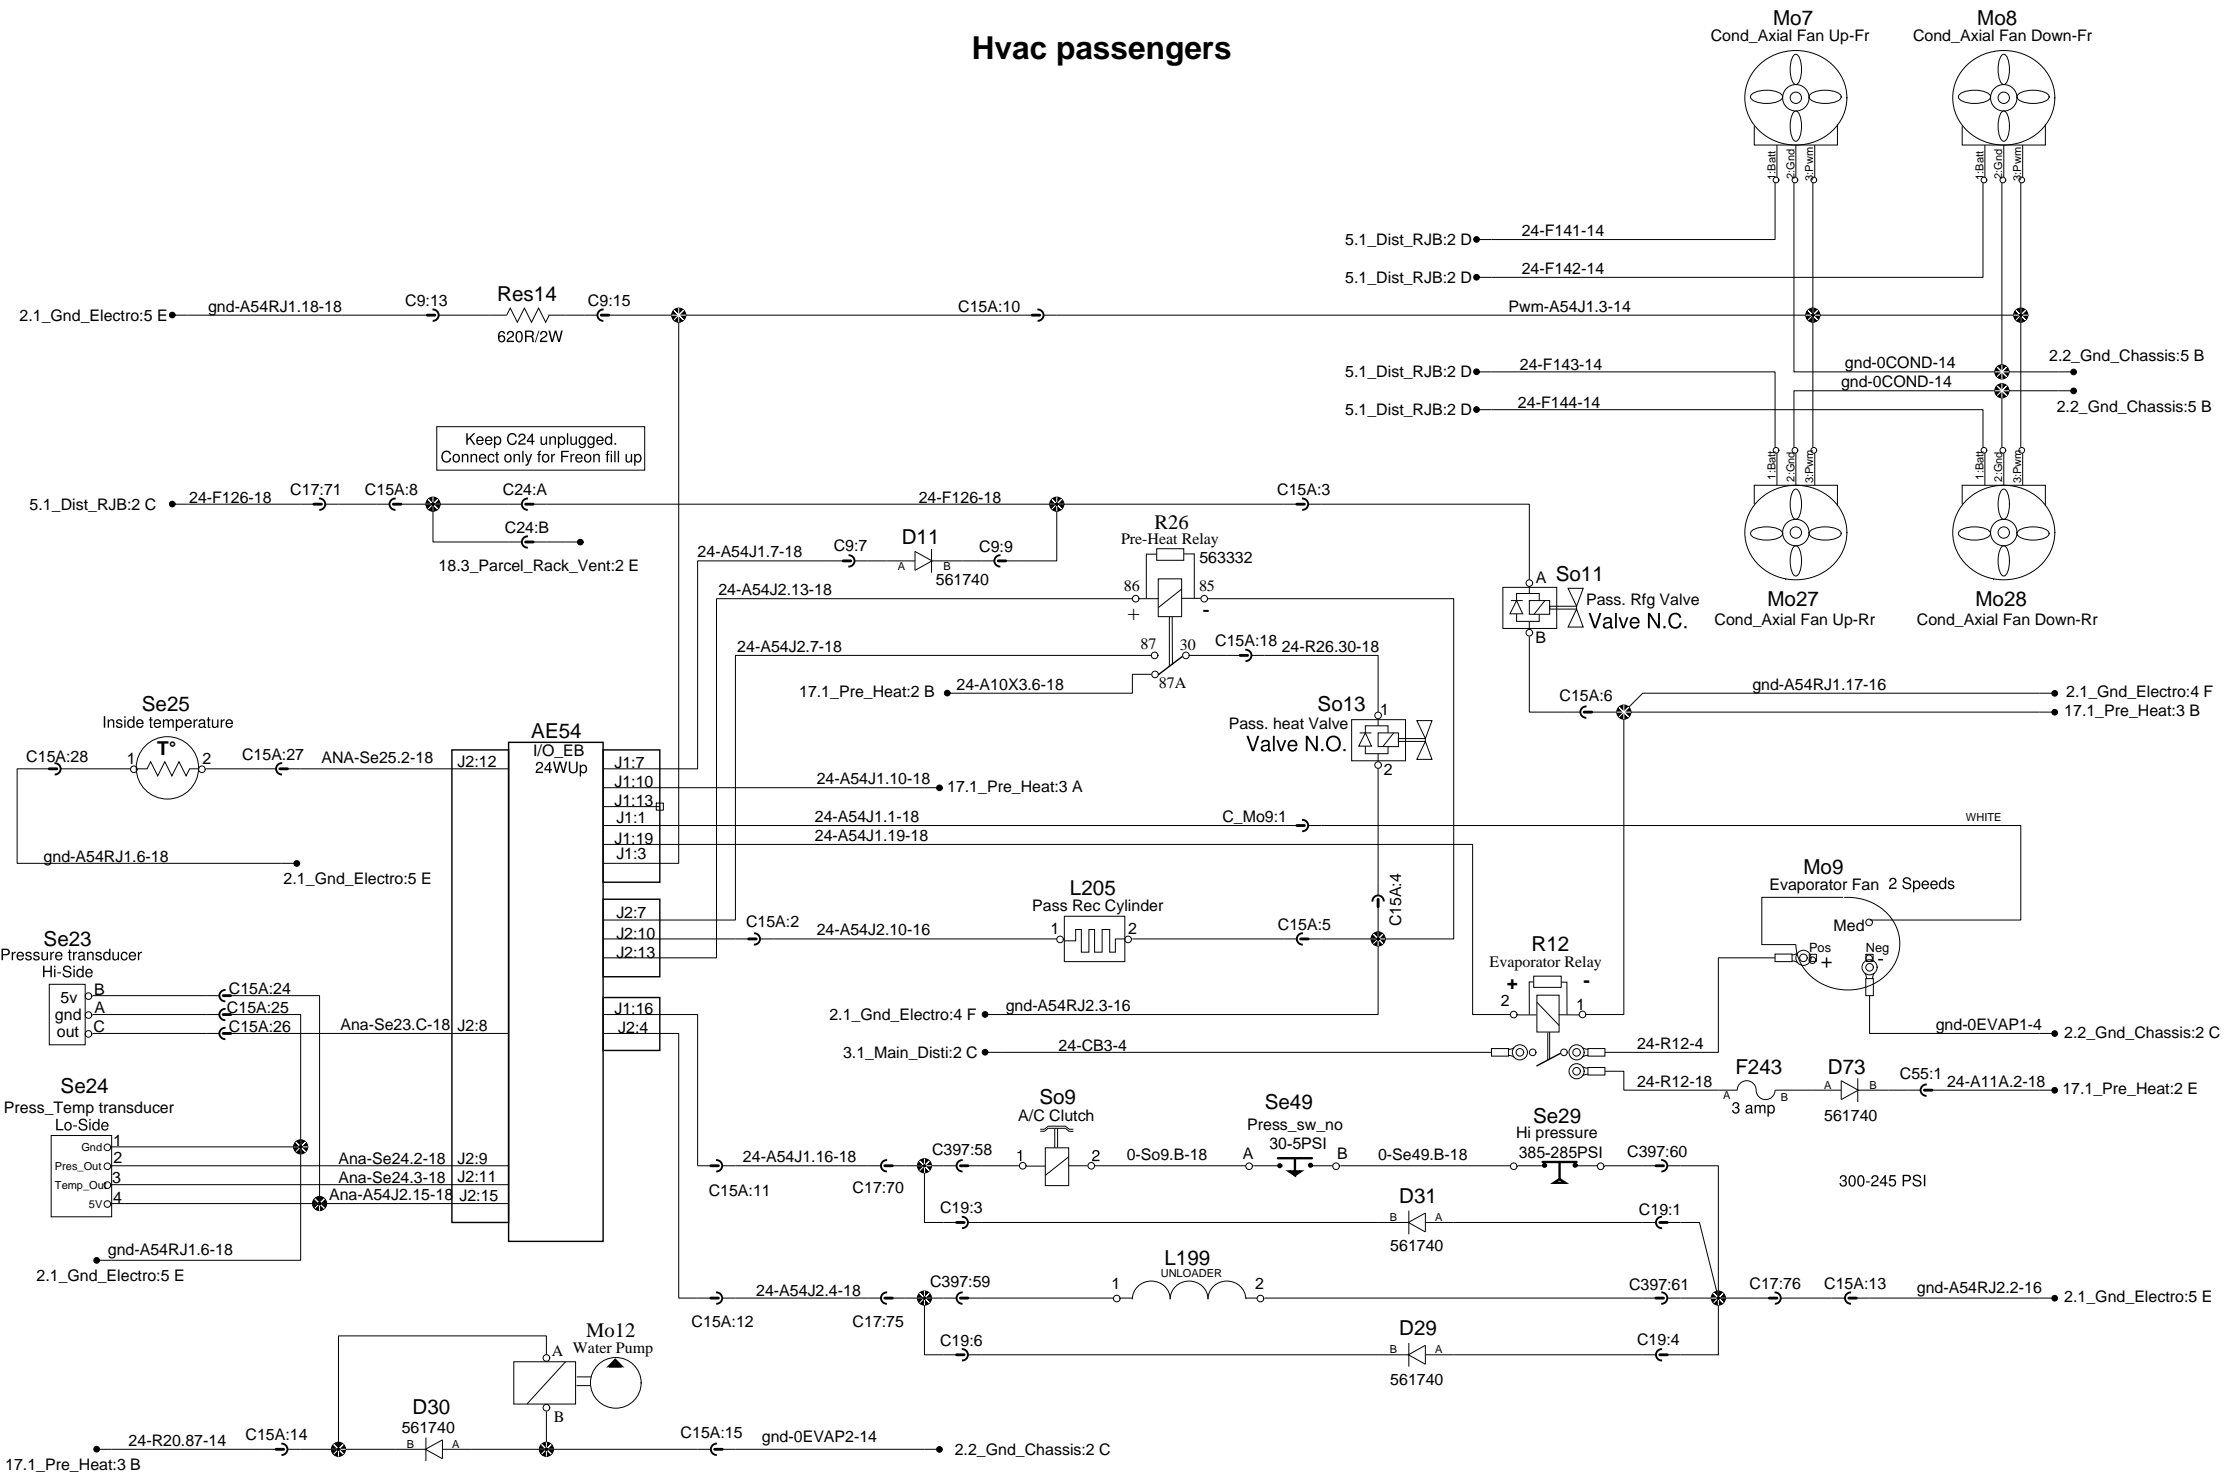 Hvac passengers
Mo7
Cond_Axial Fan Up-Fr
Mo8
Cond_Axial Fan Down-Fr
1:Batt
2:Gnd
3:Pwm
1:Batt
2:Gnd
3:Pwm
5.1_Dist_RJB:2 D
24-F141-14
5.1_Dist_RJB:2 D
24-F142-14
2.1_Gnd_Electro:5 E
gnd-A54RJ1.18-18
C9:13
Res14
620R/2W
C9:15
C15A:10
Pwm-A54J1.3-14
5.1_Dist_RJB:2 D
24-F143-14
gnd-0COND-14
2.2_Gnd_Chassis:5 B
gnd-0COND-14
5.1_Dist_RJB:2 D
24-F144-14
2.2_Gnd_Chassis:5 B
1:Batt
2:Gnd
3:Pwm
1:Batt
2:Gnd
3:Pwm
Mo27
Cond_Axial Fan Up-Rr
Mo28
Cond_Axial Fan Down-Rr
Keep C24 unplugged.
Connect only for Freon fill up
5.1_Dist_RJB:2 C
24-F126-18
C17:71
C15A:8
C24:A
24-F126-18
C15A:3
C24:B
18.3_Parcel_Rack_Vent:2 E
24-A54J1.7-18
C9:7
D11
A
B
561740
C9:9
R26
Pre-Heat Relay
563332
86
85
+
-
24-A54J2.13-18
24-A54J2.7-18
87
30
87A
C15A:18
24-R26.30-18
17.1_Pre_Heat:2 B
24-A10X3.6-18
A
So11
Pass. Rfg Valve
Valve N.C.
B
C15A:6
gnd-A54RJ1.17-16
2.1_Gnd_Electro:4 F
17.1_Pre_Heat:3 B
So13
1
Pass. heat Valve
Valve N.O.
2
Se25
Inside temperature
T°
1
2
C15A:28
C15A:27
ANA-Se25.2-18
J2:12
gnd-A54RJ1.6-18
2.1_Gnd_Electro:5 E
AE54
I/O_EB
24WUp
J1:7
J1:10
J1:13
J1:1
J1:19
J1:3
24-A54J1.10-18
17.1_Pre_Heat:3 A
24-A54J1.1-18
C_Mo9:1
WHITE
24-A54J1.19-18
Mo9
Evaporator Fan
2 Speeds
Med
Pos
+
Neg
-
J2:7
J2:10
J2:13
C15A:2
24-A54J2.10-16
L205
Pass Rec Cylinder
1
2
C15A:5
C15A:4
Se23
Pressure transducer
Hi-Side
5v
gnd
out
B
A
C
C15A:24
C15A:25
C15A:26
Ana-Se23.C-18
J2:8
J1:16
J2:4
2.1_Gnd_Electro:4 F
gnd-A54RJ2.3-16
3.1_Main_Disti:2 C
24-CB3-4
R12
Evaporator Relay
+
-
2
1
24-R12-4
gnd-0EVAP1-4
2.2_Gnd_Chassis:2 C
24-R12-18
F243
A
B
3 amp
D73
A
B
561740
C55:1
24-A11A.2-18
17.1_Pre_Heat:2 E
Se24
Press_Temp transducer
Lo-Side
Gnd
1
Pres_Out
2
Temp_Out
3
5V
4
Ana-Se24.2-18
J2:9
Ana-Se24.3-18
J2:11
Ana-A54J2.15-18
J2:15
gnd-A54RJ1.6-18
2.1_Gnd_Electro:5 E
24-A54J1.16-18
C15A:11
C17:70
C397:58
So9
A/C Clutch
1
2
0-So9.B-18
Se49
Press_sw_no
30-5PSI
A
B
0-Se49.B-18
Se29
Hi pressure
385-285PSI
C397:60
300-245 PSI
C19:3
D31
B
A
561740
C19:1
24-A54J2.4-18
C15A:12
C17:75
C397:59
L199
UNLOADER
1
2
C397:61
C17:76
C15A:13
gnd-A54RJ2.2-16
2.1_Gnd_Electro:5 E
C19:6
D29
B
A
561740
C19:4
Mo12
Water Pump
A
B
D30
561740
B
A
24-R20.87-14
C15A:14
17.1_Pre_Heat:3 B
C15A:15
gnd-0EVAP2-14
2.2_Gnd_Chassis:2 C